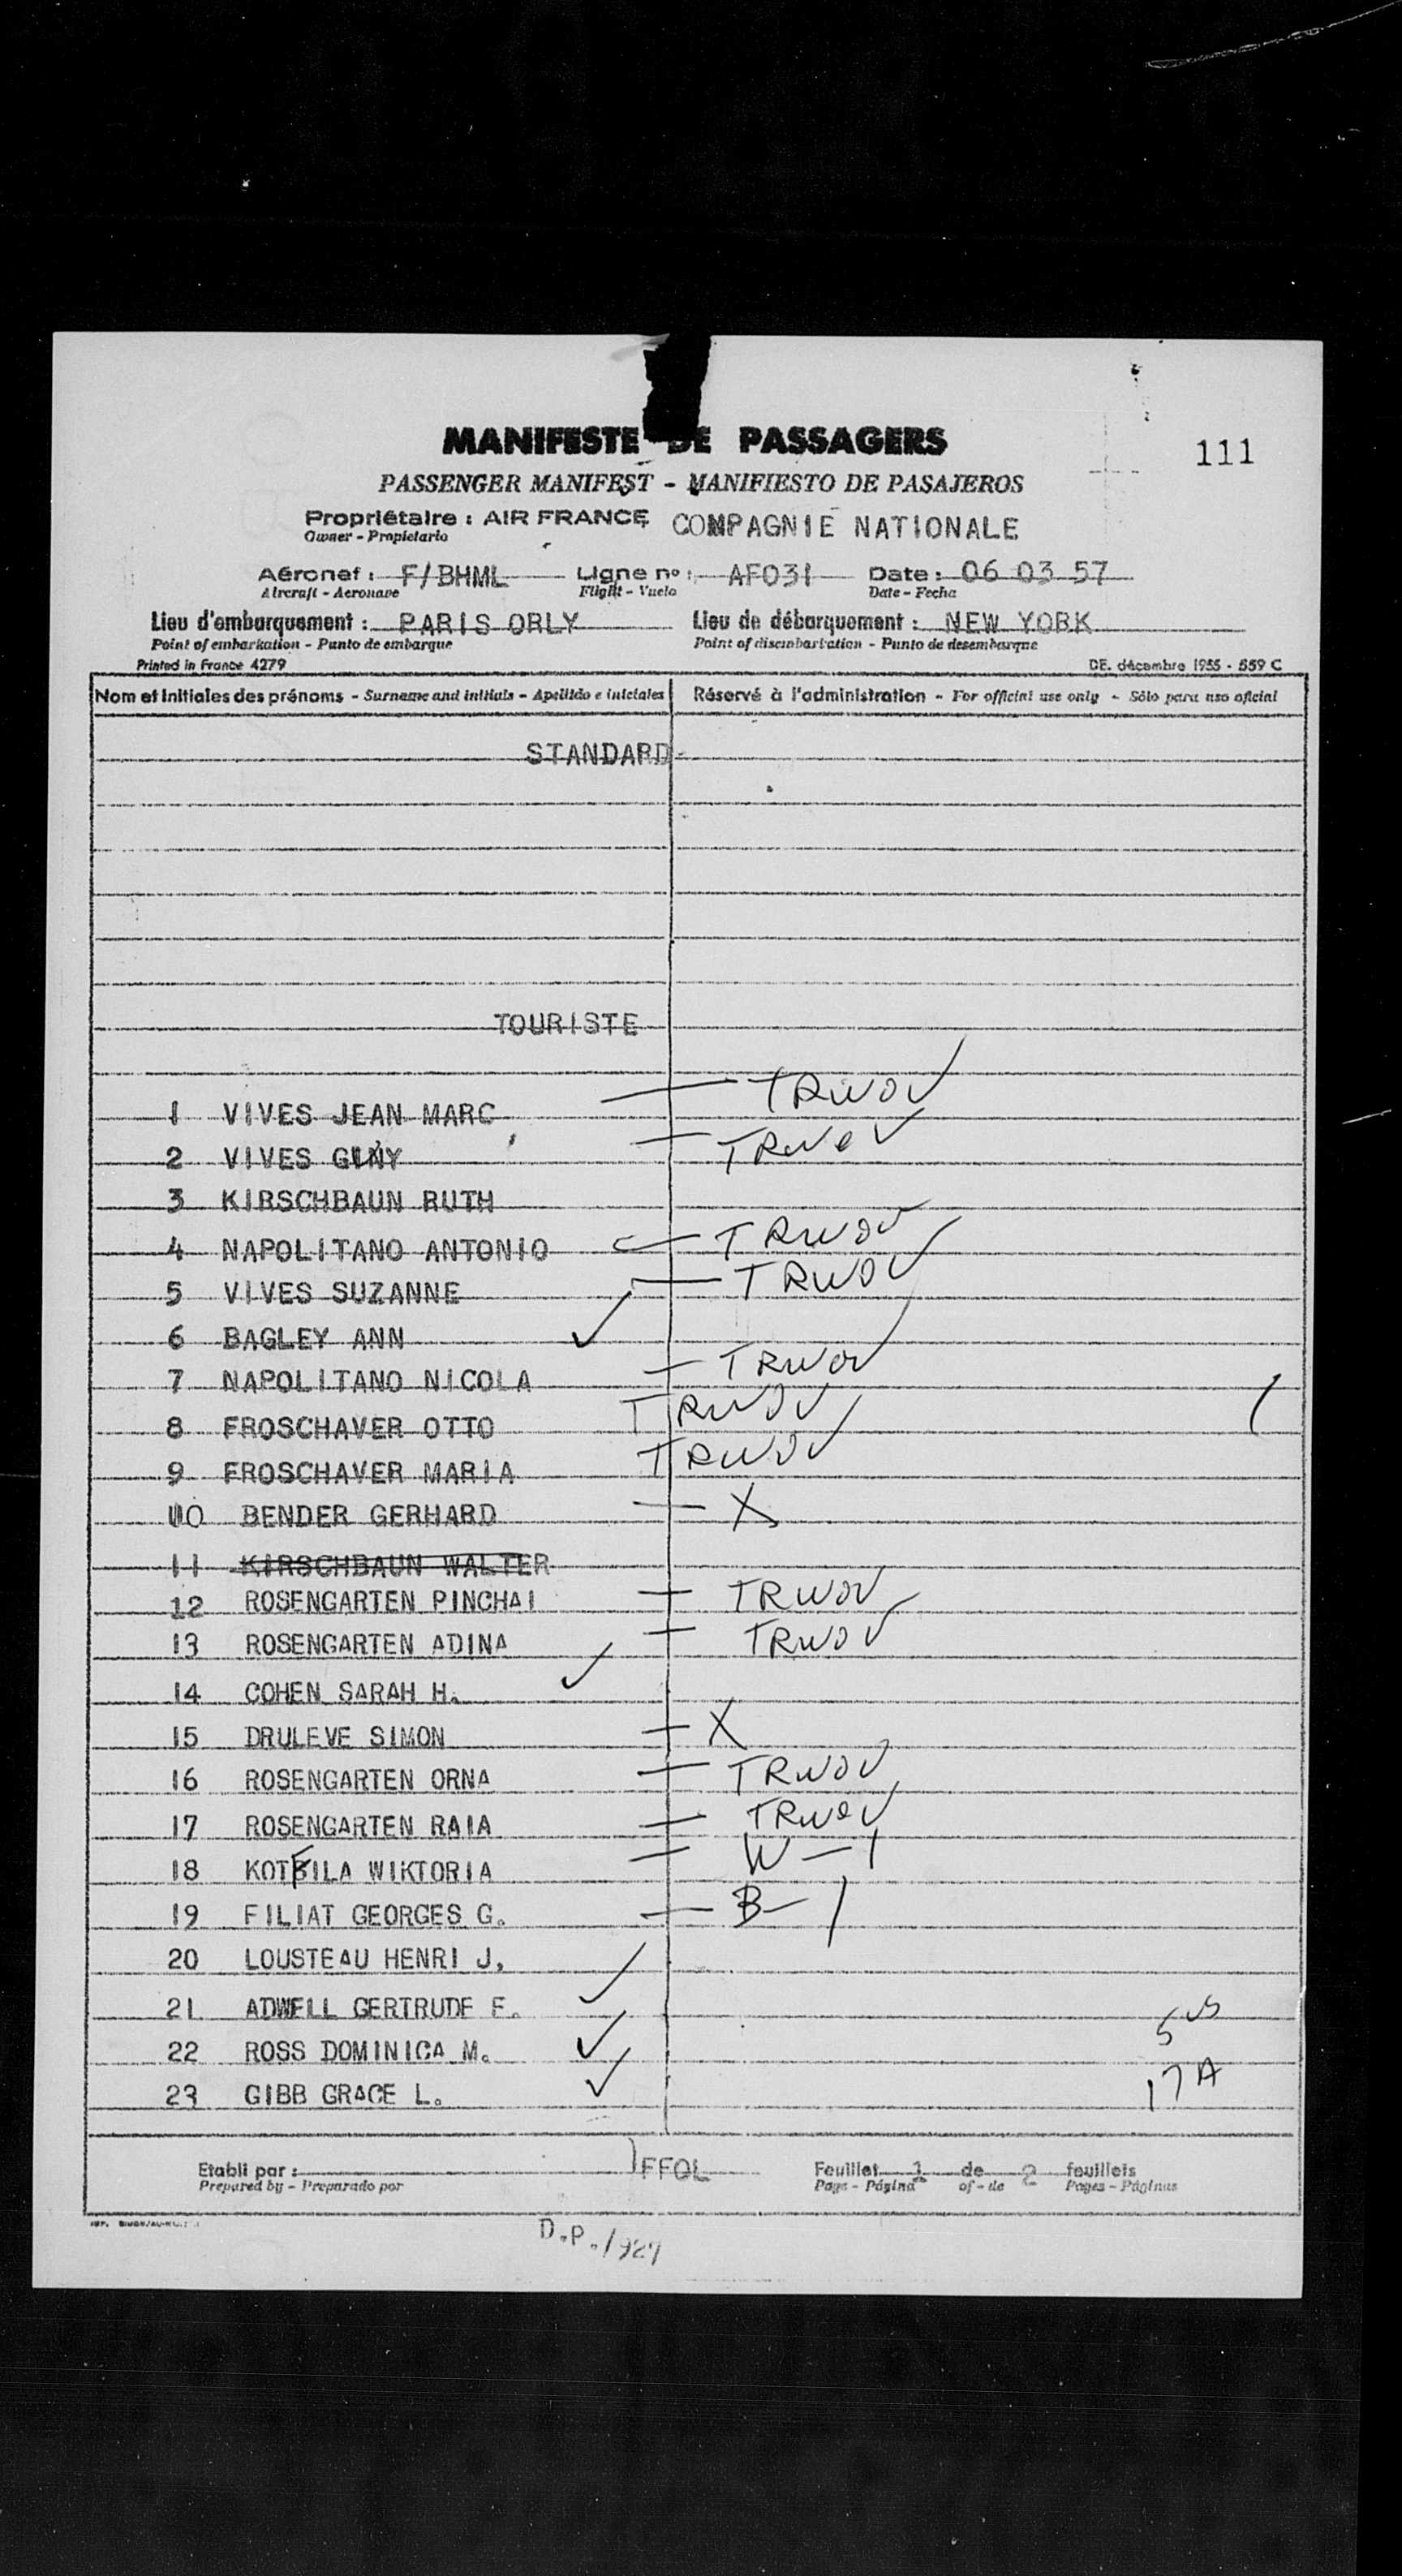 MANIFESTE DE PASSAGERS
111
PASSENGER MANIFEST - MANIFIESTO DE PASAJEROS
Propriétaire : AIR FRANCE COMPAGNIE NATIONALE
Owner - Propietario
Aéronef : F/BHML Ligne no : AF031 Date : 06 03 57
Aircraft - Aeronave Flight - Vuelo Date - Fecha
Lieu d'embarquement : PARIS ORLY Lieu de débarquement : NEW YORK
Point of embarkation - Punto de embarque Point of disembarkation - Punto de desembarque
Printed in France 4279 DE. décembre 1955 - 559 C
Nom et initiales des prénoms - Surname and initials - Apellido e iniciales Réservé à l'administration - For official use only - Sólo para uso oficial
STANDARD
TOURISTE
1 VIVES JEAN MARC TRWOV
2 VIVES GUNY TRWOV
3 KIRSCHBAUN RUTH
4 NAPOLITANO ANTONIO TRWOV
5 VIVES SUZANNE TRWOV
6 BAGLEY ANN
7 NAPOLITANO NICOLA TRWOV
8 FROSCHAVER OTTO TRWOV
9 FROSCHAVER MARIA TRWOV
10 BENDER GERHARD X
11 KIRSCHBAUN WALTER
12 ROSENGARTEN PINCHAI TRWOV
13 ROSENGARTEN ADINA TRWOV
14 COHEN SARAH H.
15 DRULEVE SIMON X
16 ROSENGARTEN ORNA TRWOV
17 ROSENGARTEN RAIA TRWOV
18 KOTFILA WIKTORIA W-1
19 FILIAT GEORGES G. B-1
20 LOUSTEAU HENRI J,
21 ADWELL GERTRUDE E.
22 ROSS DOMINICA M. 5 US
23 GIBB GRACE L. 17 A
Etabli par : FFOL Feuillet 1 de 2 feuillets
Prepared by - Preparado por Page - Página of - de Pages - Páginas
D.P./927